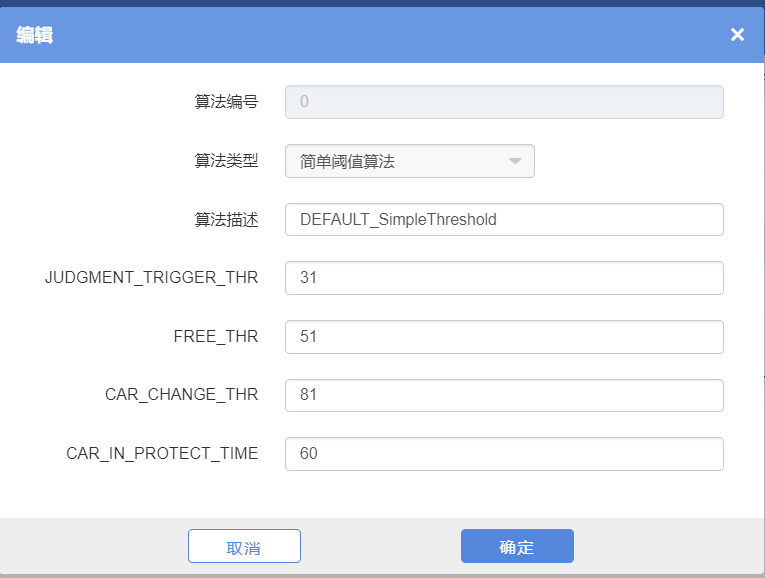 编辑
算法编号 0
算法类型 简单阈值算法
算法描述 DEFAULT_SimpleThreshold
JUDGMENT_TRIGGER_THR 31
FREE_THR 51
CAR_CHANGE_THR 81
CAR_IN_PROTECT_TIME 60
取消 确定